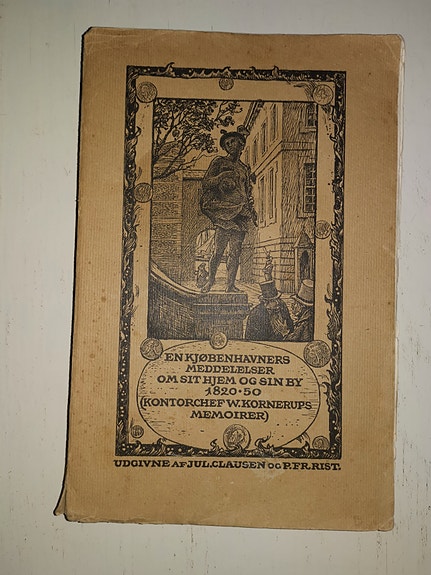 EN KJØBENHAVNERS
MEDDELELSER
OM SIT HJEM OG SIN BY
1820-50
(KONTORCHEF W. KORNERUPS
MEMOIRER)
UDGIVNE AF JUL. CLAUSEN OG P. FR. RIST.